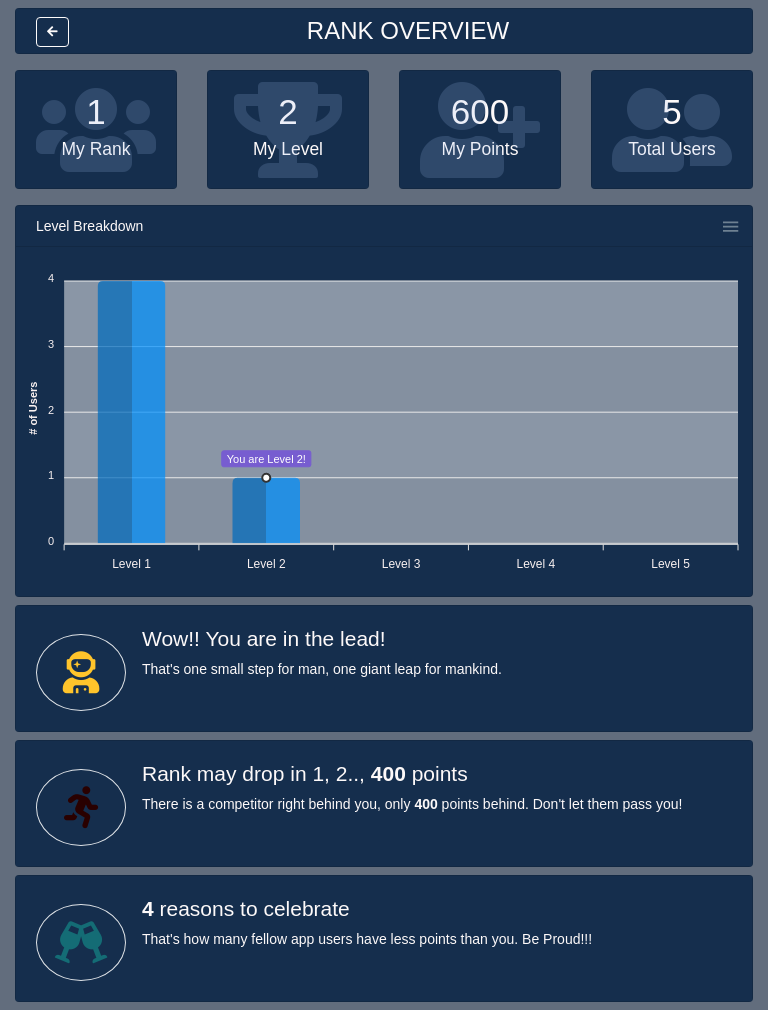 RANK OVERVIEW
1
My Rank
2
My Level
600
My Points
5
Total Users
Level Breakdown
4
3
2
1
0
# of Users
You are Level 2!
Level 1
Level 2
Level 3
Level 4
Level 5
Wow!! You are in the lead!
That's one small step for man, one giant leap for mankind.
Rank may drop in 1, 2.., 400 points
There is a competitor right behind you, only 400 points behind. Don't let them pass you!
4 reasons to celebrate
That's how many fellow app users have less points than you. Be Proud!!!